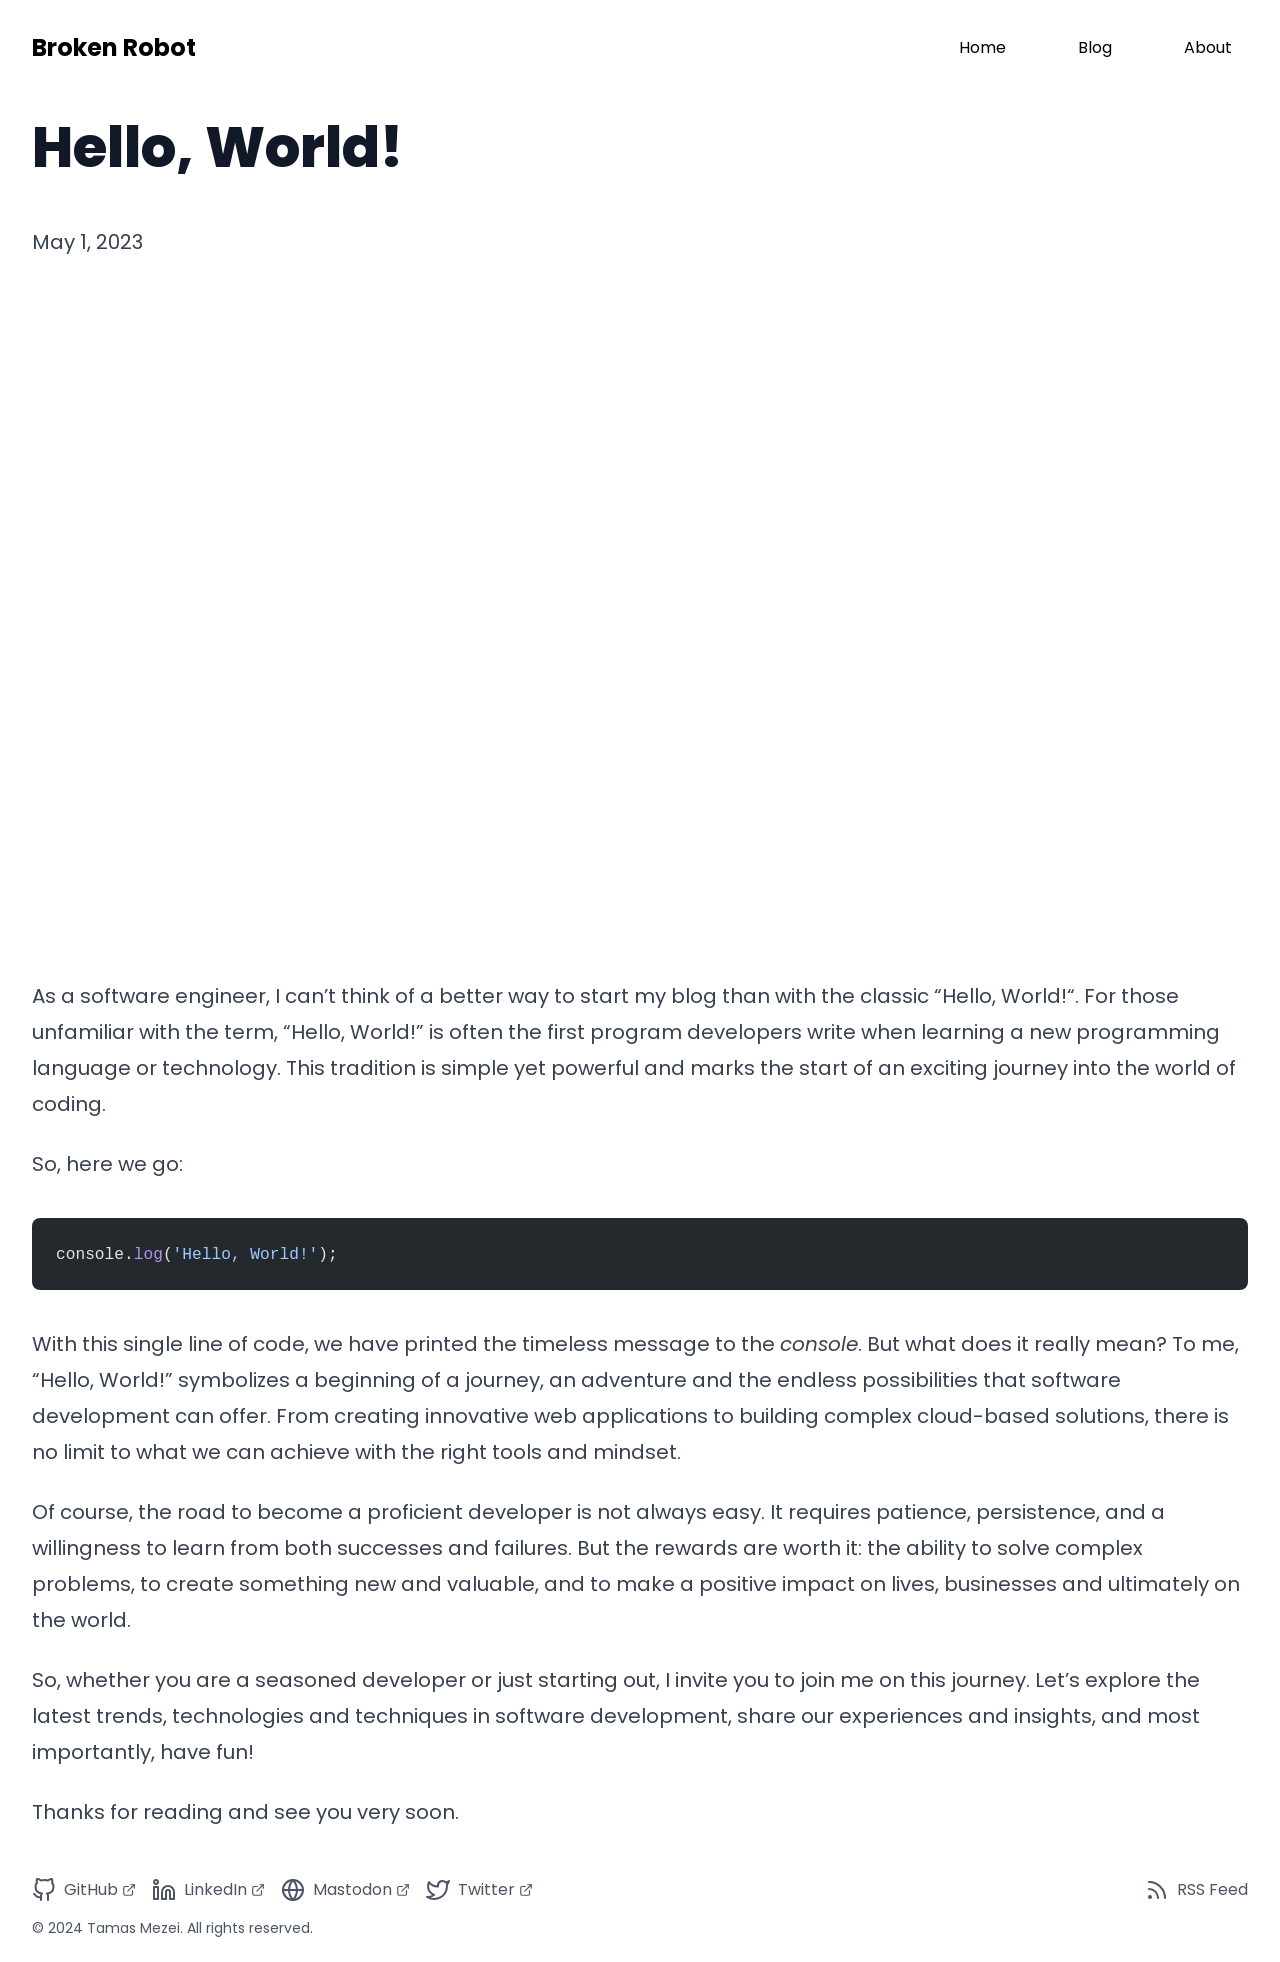 Broken Robot
Home
Blog
About
Hello, World!
May 1, 2023
As a software engineer, I can’t think of a better way to start my blog than with the classic “Hello, World!“. For those
unfamiliar with the term, “Hello, World!” is often the first program developers write when learning a new programming
language or technology. This tradition is simple yet powerful and marks the start of an exciting journey into the world of
coding.
So, here we go:
console.log('Hello, World!');
With this single line of code, we have printed the timeless message to the console. But what does it really mean? To me,
“Hello, World!” symbolizes a beginning of a journey, an adventure and the endless possibilities that software
development can offer. From creating innovative web applications to building complex cloud-based solutions, there is
no limit to what we can achieve with the right tools and mindset.
Of course, the road to become a proficient developer is not always easy. It requires patience, persistence, and a
willingness to learn from both successes and failures. But the rewards are worth it: the ability to solve complex
problems, to create something new and valuable, and to make a positive impact on lives, businesses and ultimately on
the world.
So, whether you are a seasoned developer or just starting out, I invite you to join me on this journey. Let’s explore the
latest trends, technologies and techniques in software development, share our experiences and insights, and most
importantly, have fun!
Thanks for reading and see you very soon.
GitHub
LinkedIn
Mastodon
Twitter
RSS Feed
© 2024 Tamas Mezei. All rights reserved.